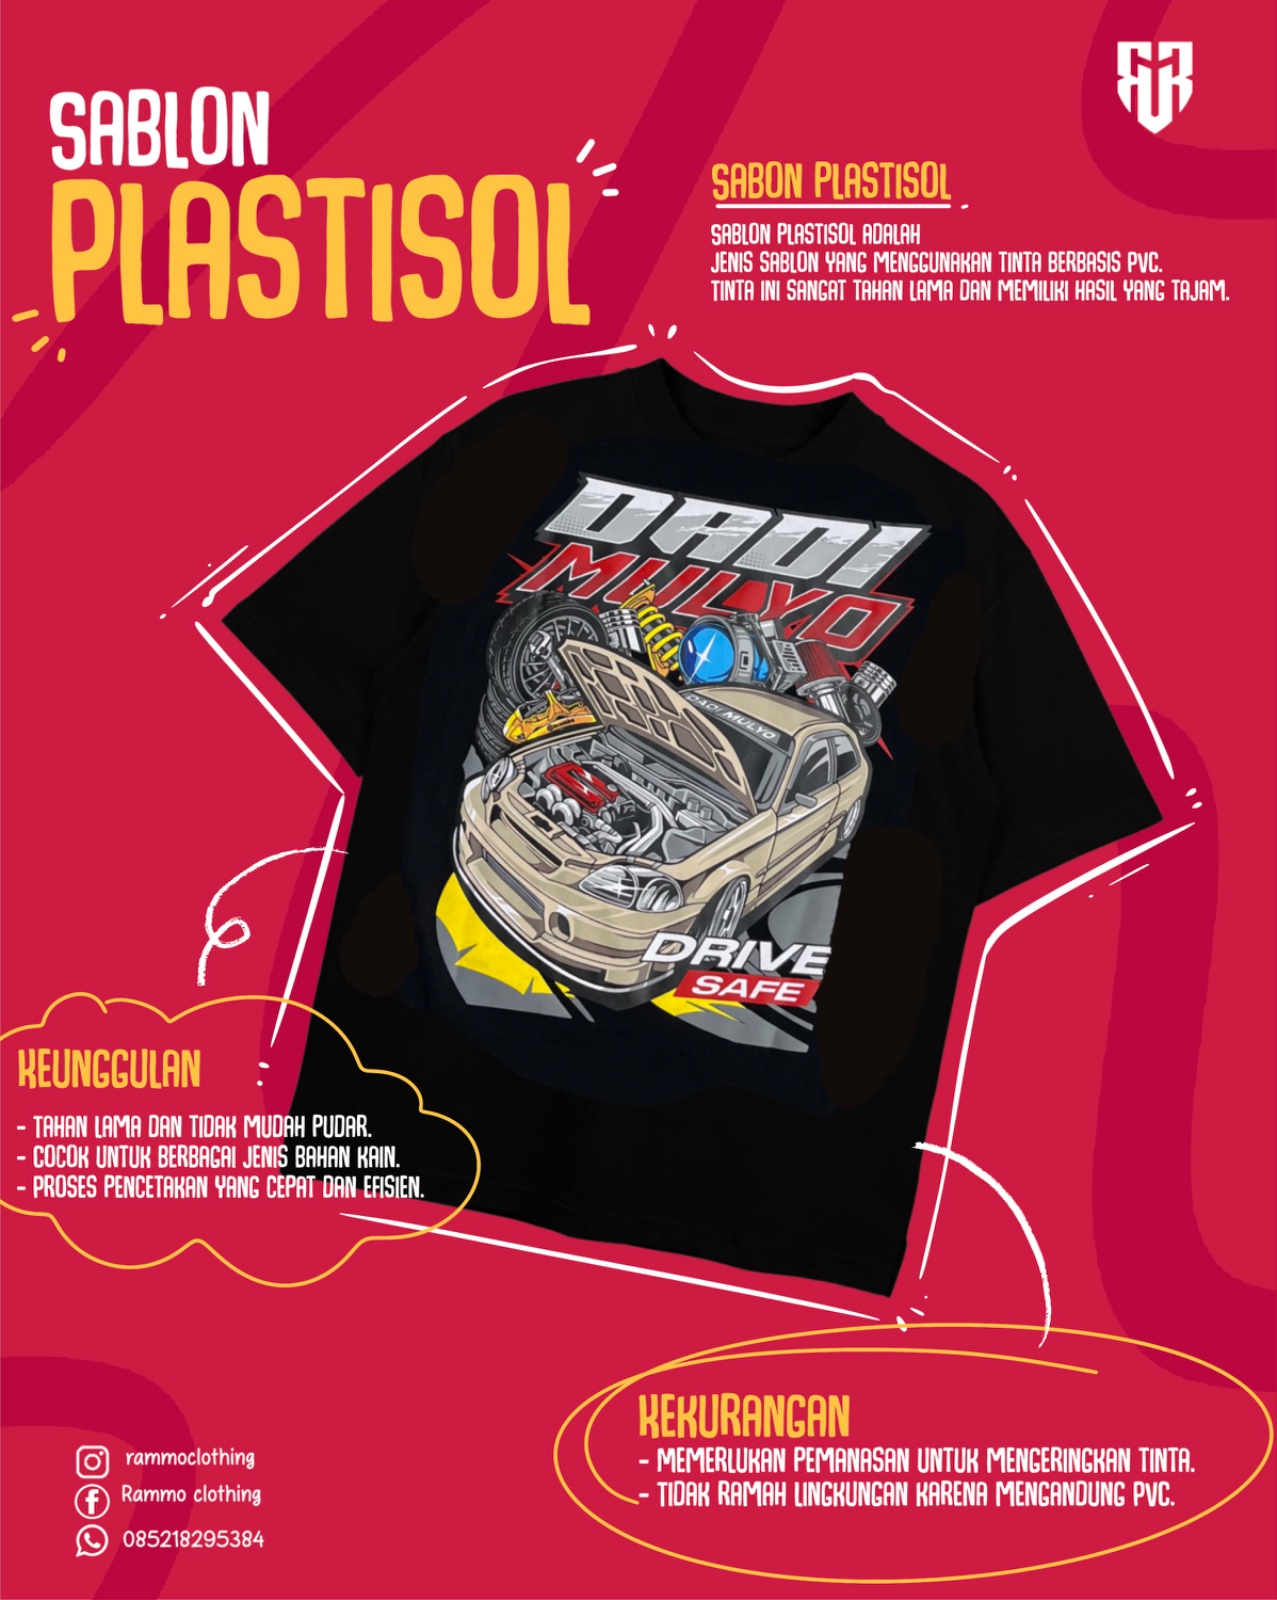 SABLON
PLASTISOL
SABON PLASTISOL
SABLON PLASTISOL ADALAH
JENIS SABLON YANG MENGGUNAKAN TINTA BERBASIS PVC.
TINTA INI SANGAT TAHAN LAMA DAN MEMILIKI HASIL YANG TAJAM.
DADI
MULYO
DADI MULYO
DRIVE
SAFE
KEUNGGULAN
- TAHAN LAMA DAN TIDAK MUDAH PUDAR.
- COCOK UNTUK BERBAGAI JENIS BAHAN KAIN.
- PROSES PENCETAKAN YANG CEPAT DAN EFISIEN.
KEKURANGAN
- MEMERLUKAN PEMANASAN UNTUK MENGERINGKAN TINTA.
- TIDAK RAMAH LINGKUNGAN KARENA MENGANDUNG PVC.
rammoclothing
Rammo clothing
085218295384